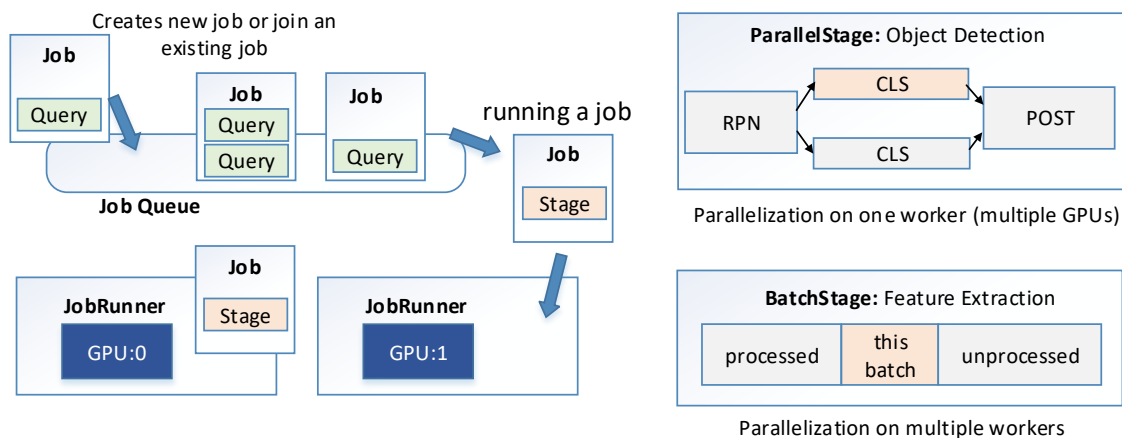 Creates new job or join an
existing job
Job
Query
Job
Query
Query
Job
Query
Job Queue
running a job
Job
Stage
JobRunner
GPU:0
Job
Stage
JobRunner
GPU:1
ParallelStage: Object Detection
RPN
CLS
CLS
POST
Parallelization on one worker (multiple GPUs)
BatchStage: Feature Extraction
processed
this
batch
unprocessed
Parallelization on multiple workers